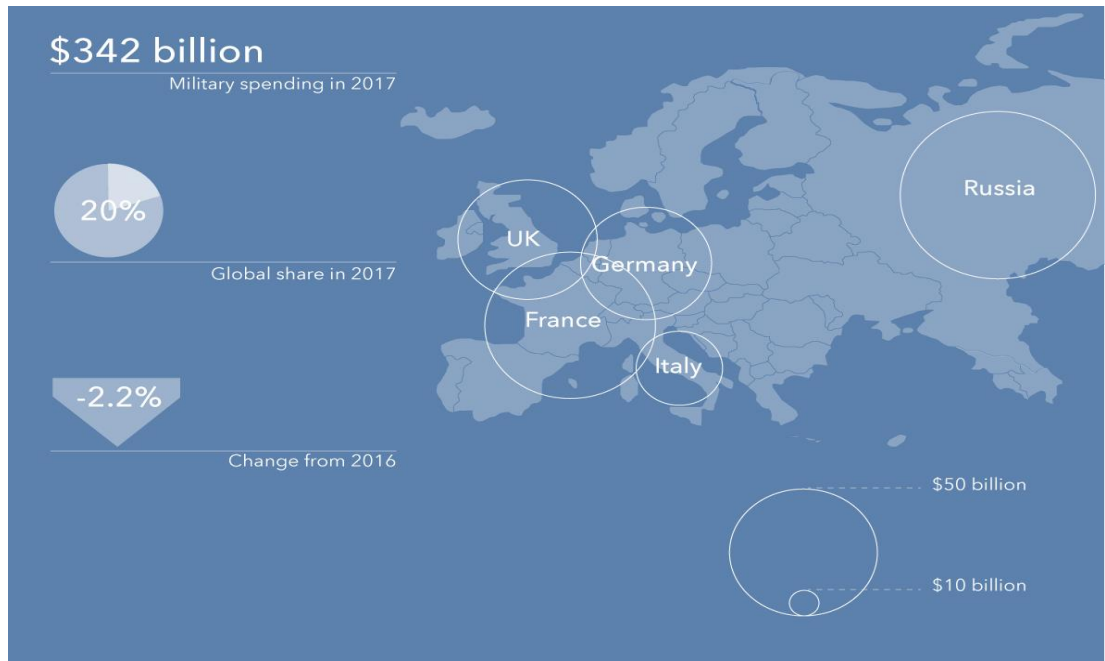 $342 billion
Military spending in 2017
20%
Global share in 2017
-2.2%
Change from 2016
Russia
UK
Germany
France
Italy
$50 billion
$10 billion